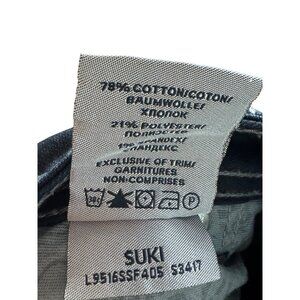 78% COTTON/COTON/
BAUMWOLLE/
ХЛОПОК
21% POLYESTER/
ПОЛИЭСТЕР
1% SPANDEX/
СПАНДЕКС
EXCLUSIVE OF TRIM/
GARNITURES
NON-COMPRISES
SUKI
L9516SSF405 S3417